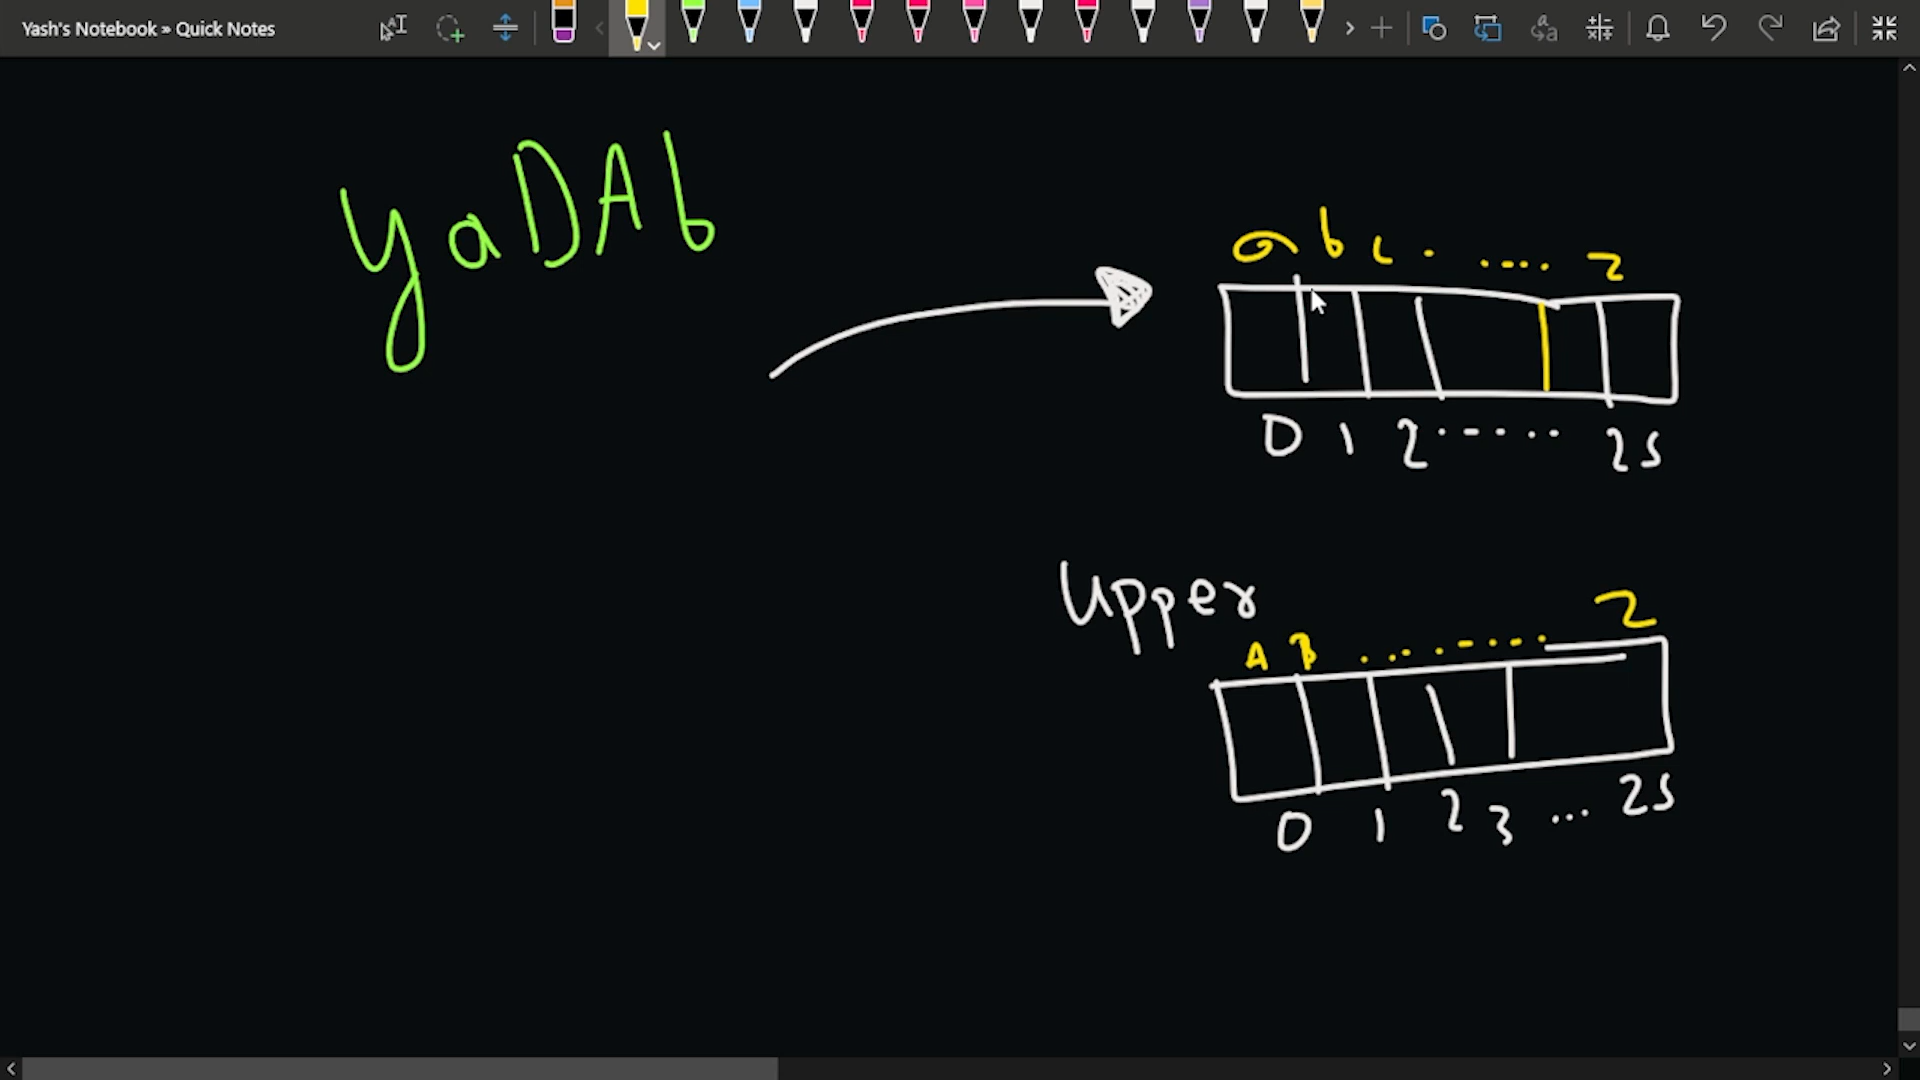 Yash's Notebook » Quick Notes
yaDAb
a b c . .... z
0 1 2 ...... 25
Upper
A B ......... Z
0 1 2 3 ... 25